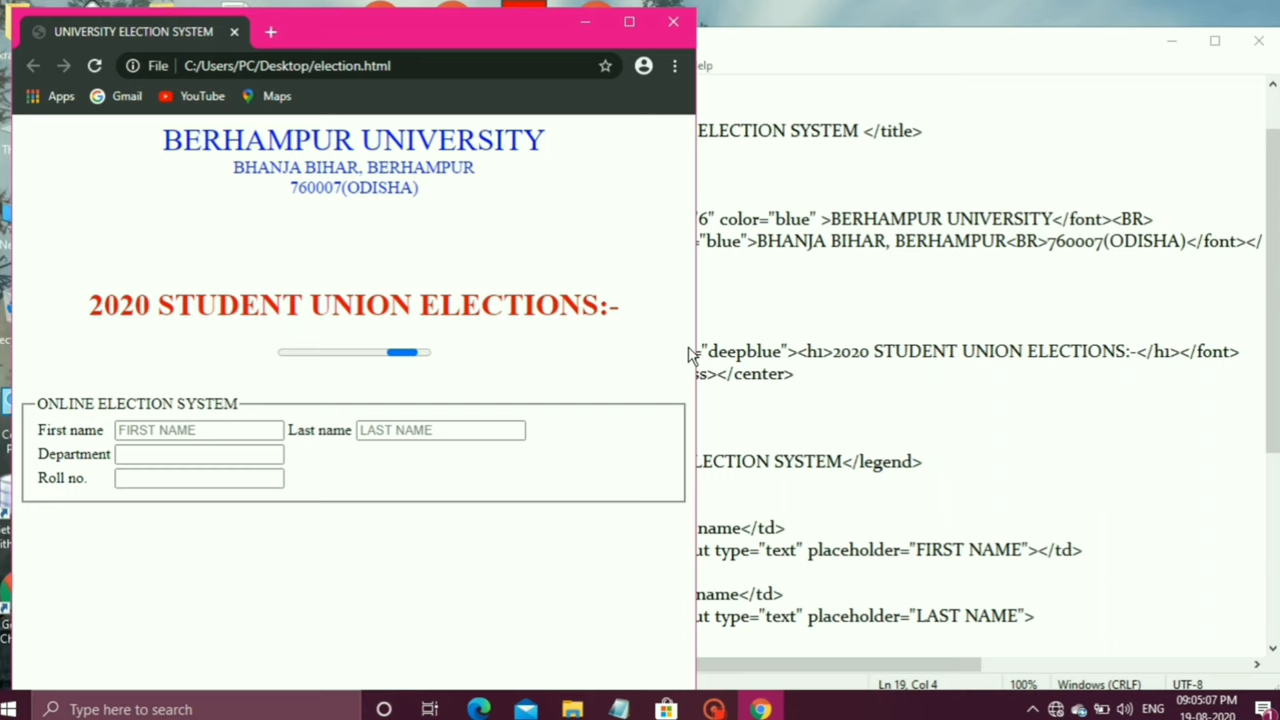 UNIVERSITY ELECTION SYSTEM
File
C:/Users/PC/Desktop/election.html
Apps
Gmail
YouTube
Maps
BERHAMPUR UNIVERSITY
BHANJA BIHAR, BERHAMPUR
760007(ODISHA)
2020 STUDENT UNION ELECTIONS:-
ONLINE ELECTION SYSTEM
First name FIRST NAME Last name LAST NAME
Department
Roll no.
elp
ELECTION SYSTEM </title>
"6" color="blue" >BERHAMPUR UNIVERSITY</font><BR>
="blue">BHANJA BIHAR, BERHAMPUR<BR>760007(ODISHA)</font></
="deepblue"><h1>2020 STUDENT UNION ELECTIONS:-</h1></font>
ss></center>
LECTION SYSTEM</legend>
name</td>
ut type="text" placeholder="FIRST NAME"></td>
name</td>
ut type="text" placeholder="LAST NAME">
Ln 19, Col 4
100%
Windows (CRLF)
UTF-8
Type here to search
ENG
09:05:07 PM
19-08-2020